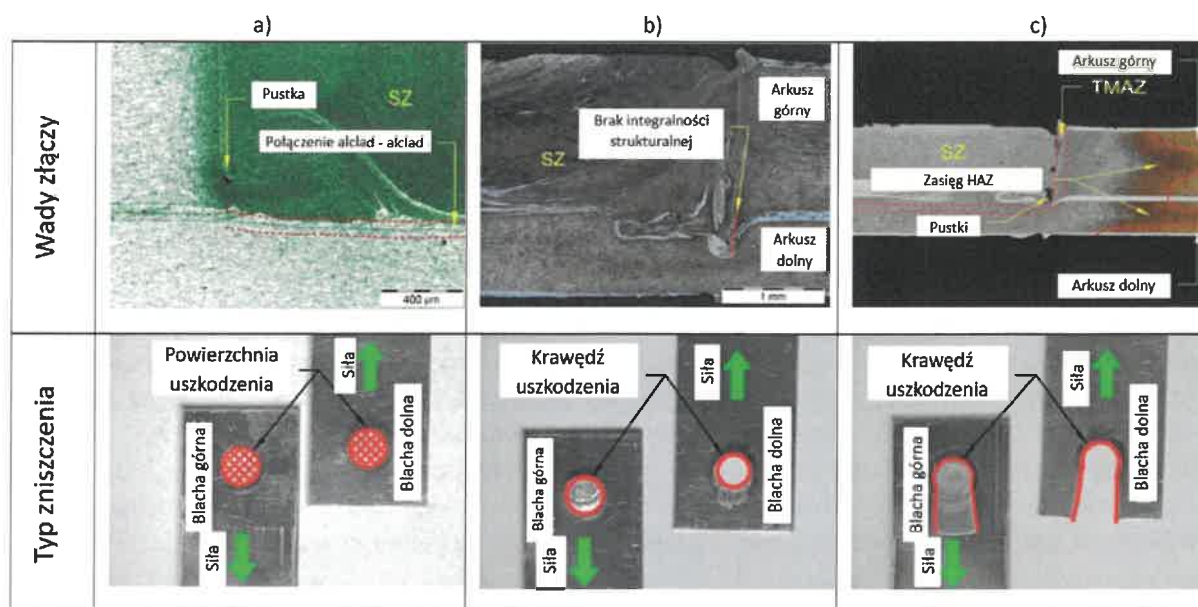 a)
b)
c)
Wady złączy
Pustka
SZ
Połączenie alclad - alclad
400 µm
Arkusz
górny
Brak integralności
strukturalnej
SZ
Arkusz
dolny
1 mm
Arkusz górny
TMAZ
SZ
Zasięg HAZ
Pustki
Arkusz dolny
Typ zniszczenia
Powierzchnia
uszkodzenia
Siła
Blacha górna
Blacha dolna
Siła
Krawędź
uszkodzenia
Siła
Blacha górna
Blacha dolna
Siła
Krawędź
uszkodzenia
Siła
Blacha górna
Blacha dolna
Siła